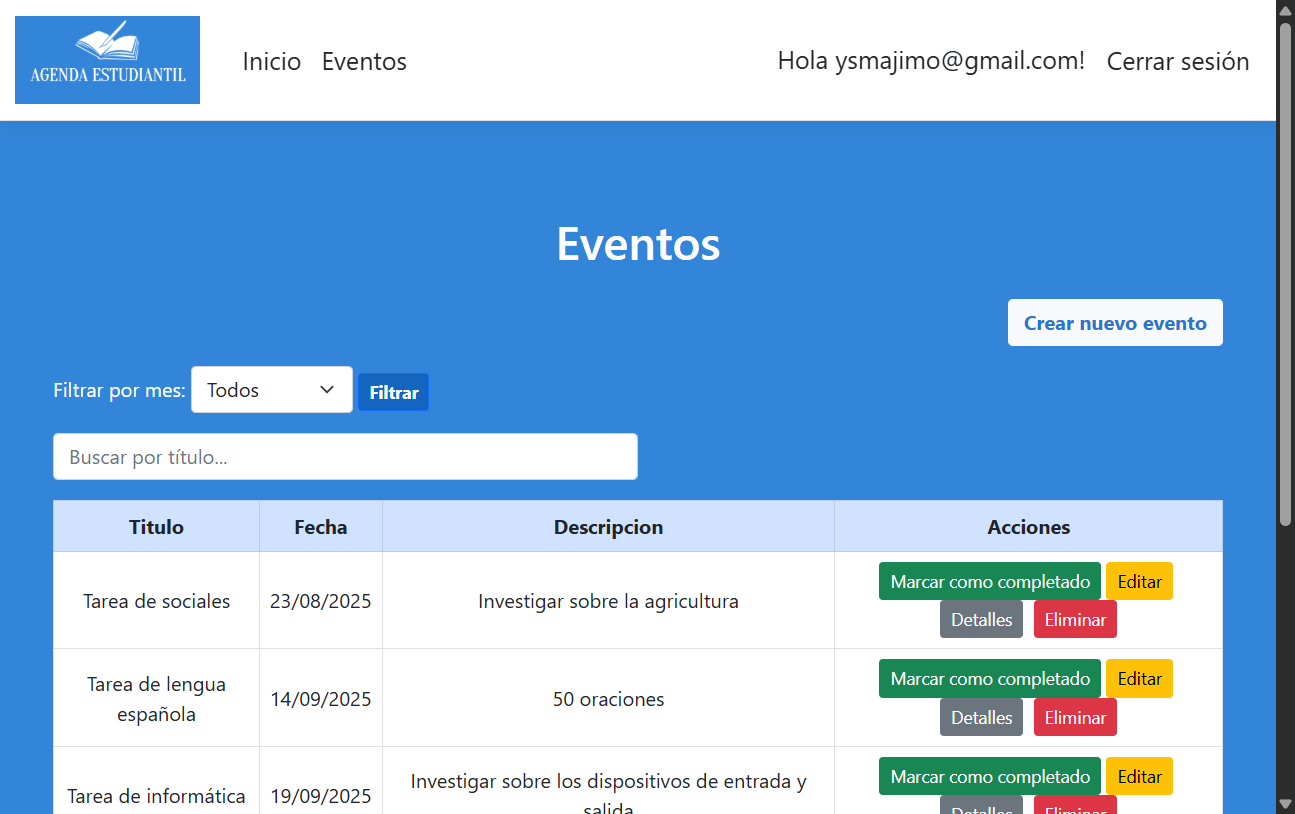 AGENDA ESTUDIANTIL
Inicio Eventos Hola ysmajimo@gmail.com! Cerrar sesión
Eventos
Crear nuevo evento
Filtrar por mes: Todos Filtrar
Buscar por título...
Titulo Fecha Descripcion Acciones
Tarea de sociales 23/08/2025 Investigar sobre la agricultura Marcar como completado Editar
Detalles Eliminar
Tarea de lengua
española 14/09/2025 50 oraciones Marcar como completado Editar
Detalles Eliminar
Tarea de informática 19/09/2025 Investigar sobre los dispositivos de entrada y
salida Marcar como completado Editar
Detalles Eliminar